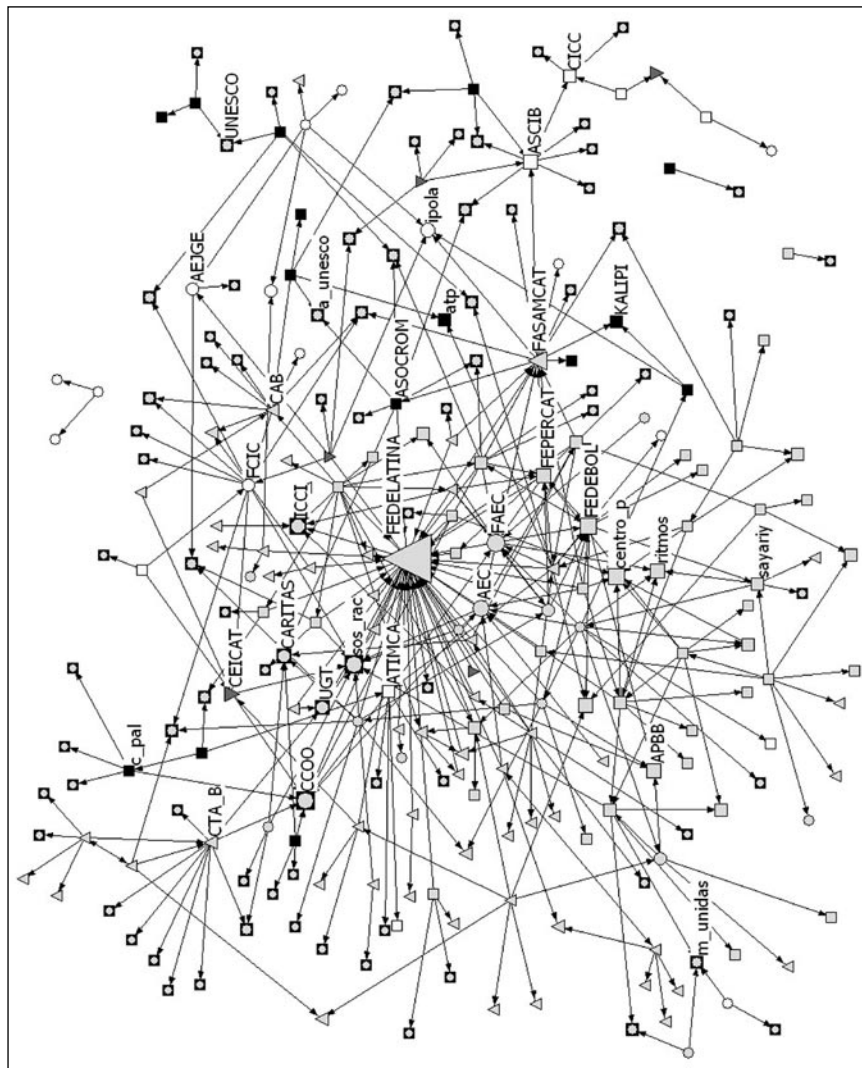 c_pal
AEJGE
CTA_B
UNESCO
CEICAT
FCIC
CAB
CARITAS
CCOO
ICCI_
UGT
a_unesco
sos_rac
ATIMCA
FEDELATINA
ASOCROM
ipola
atp
AEC
FAEC
ASCIB
FASAMCAT
FEPERCAT
CICC
FEDEBOL
centro_p
KALIPI
APBB
ritmos
m_unidas
sayariy